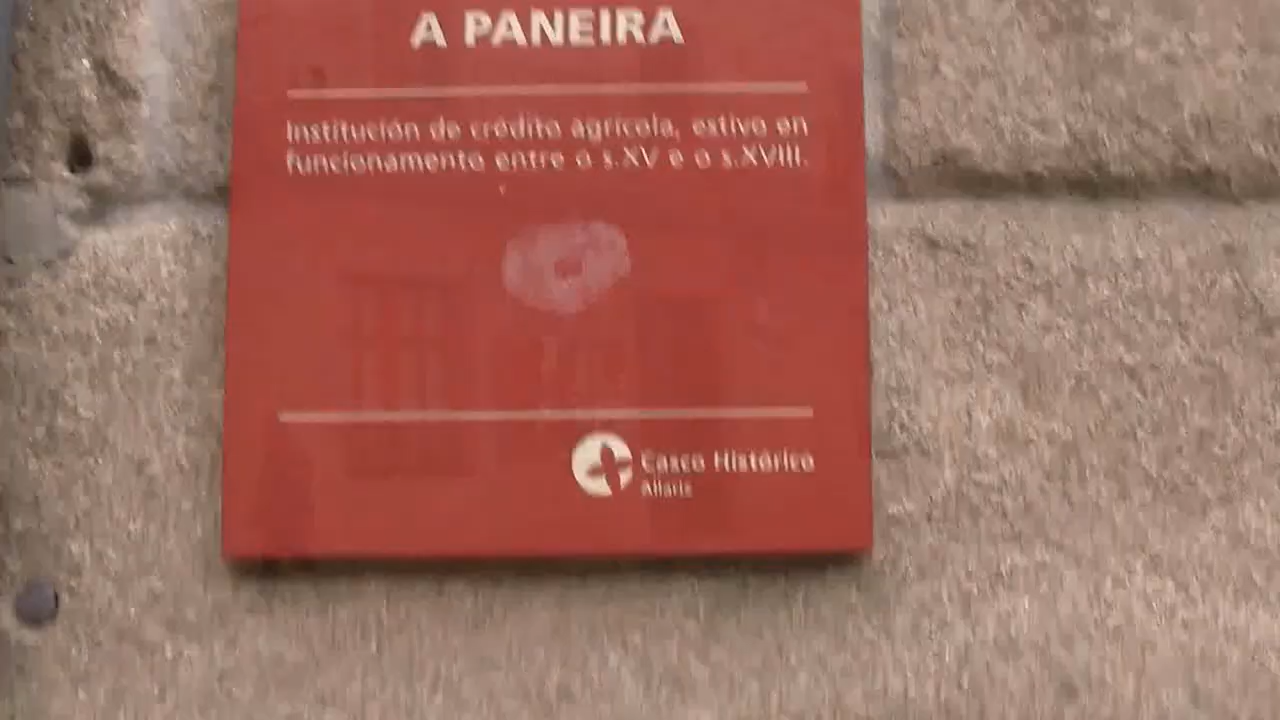 A PANEIRA
Institución de crédito agrícola, estivo en
funcionamento entre o s.XV e o s.XVIII.
Casco Histórico
Allariz